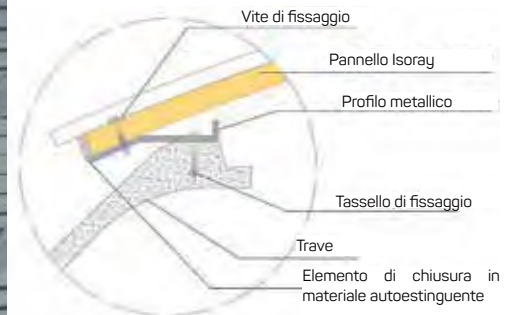 Vite di fissaggio
Pannello Isoray
Profilo metallico
Tassello di fissaggio
Trave
Elemento di chiusura in
materiale autoestinguente